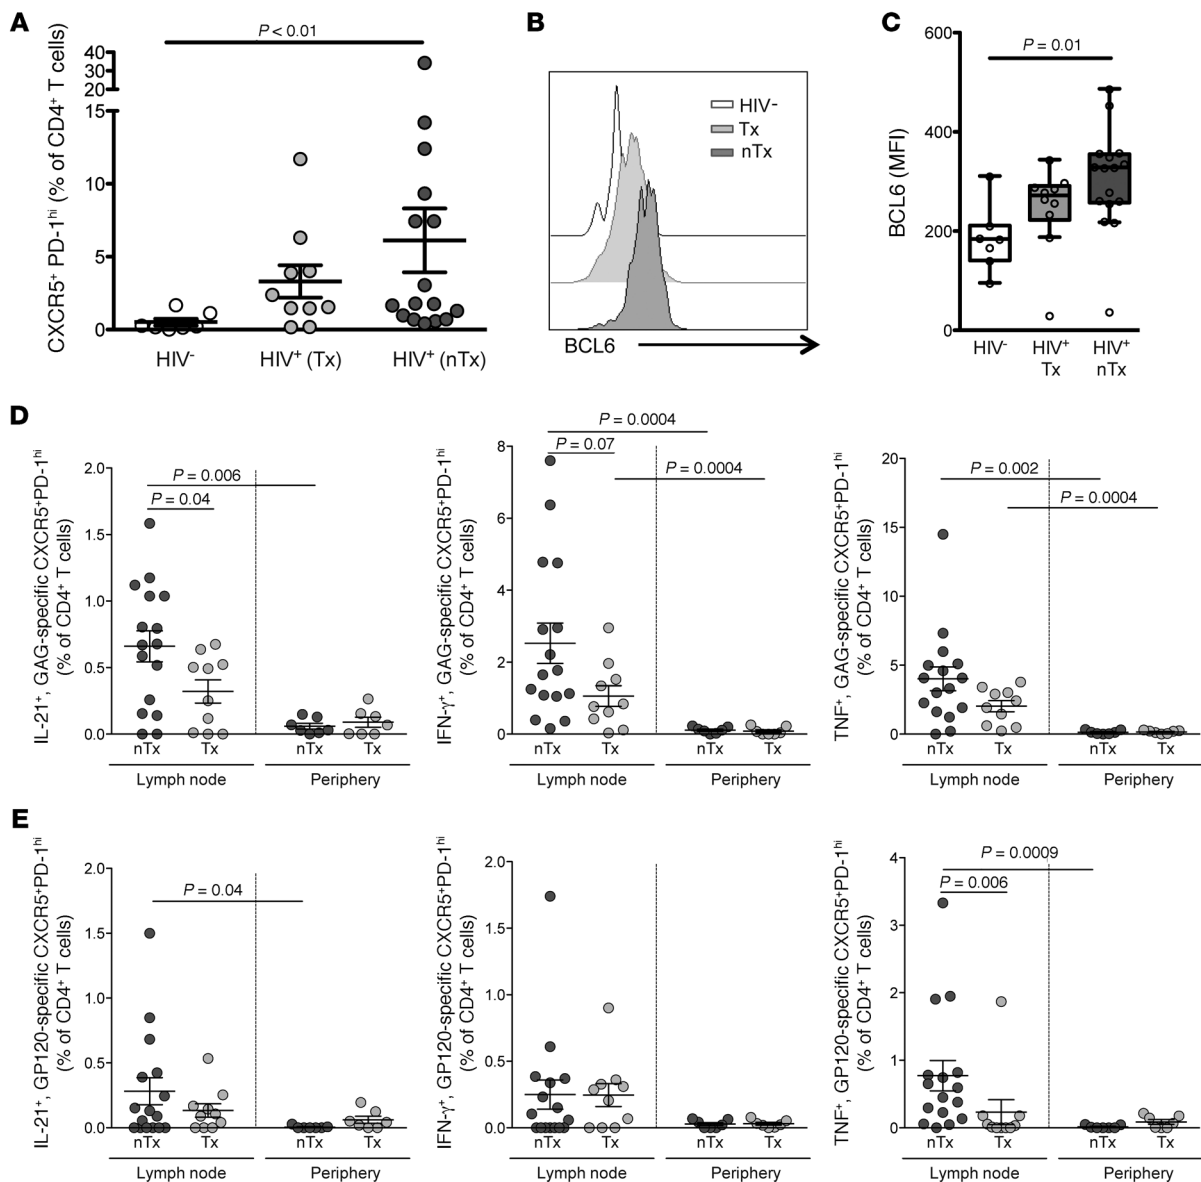 A
CXCR5⁺ PD-1ʰⁱ (% of CD4⁺ T cells)
P < 0.01
40
30
20
15
10
5
0
HIV⁻
HIV⁺ (Tx)
HIV⁺ (nTx)
B
HIV⁻
Tx
nTx
BCL6
C
BCL6 (MFI)
P = 0.01
600
400
200
0
HIV⁻
HIV⁺
Tx
HIV⁺
nTx
D
IL-21⁺, GAG-specific CXCR5⁺PD-1ʰⁱ
(% of CD4⁺ T cells)
P = 0.006
P = 0.04
2.0
1.5
1.0
0.5
0.0
nTx Tx nTx Tx
Lymph node Periphery
IFN-γ⁺, GAG-specific CXCR5⁺PD-1ʰⁱ
(% of CD4⁺ T cells)
P = 0.0004
P = 0.07
P = 0.0004
8
6
4
2
0
nTx Tx nTx Tx
Lymph node Periphery
TNF⁺, GAG-specific CXCR5⁺PD-1ʰⁱ
(% of CD4⁺ T cells)
P = 0.002
P = 0.0004
20
15
10
5
0
nTx Tx nTx Tx
Lymph node Periphery
E
IL-21⁺, GP120-specific CXCR5⁺PD-1ʰⁱ
(% of CD4⁺ T cells)
P = 0.04
2.0
1.5
1.0
0.5
0.0
nTx Tx nTx Tx
Lymph node Periphery
IFN-γ⁺, GP120-specific CXCR5⁺PD-1ʰⁱ
(% of CD4⁺ T cells)
2.0
1.5
1.0
0.5
0.0
nTx Tx nTx Tx
Lymph node Periphery
TNF⁺, GP120-specific CXCR5⁺PD-1ʰⁱ
(% of CD4⁺ T cells)
P = 0.0009
P = 0.006
4
3
2
1
0
nTx Tx nTx Tx
Lymph node Periphery